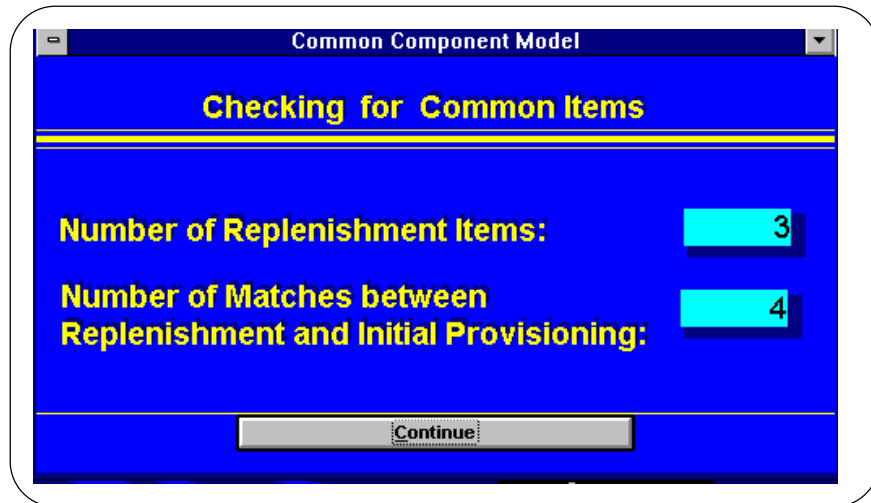 Common Component Model
Checking for Common Items
Number of Replenishment Items:
3
Number of Matches between
Replenishment and Initial Provisioning:
4
Continue